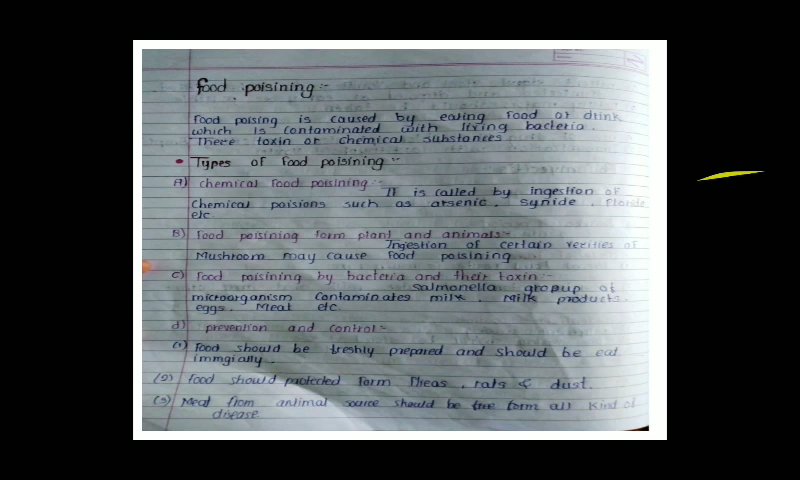 Food poisining :-
Food poising is caused by eating food or drink
which is contaminated with living bacteria.
There toxin or chemical substances
• Types of food poisining :-
A) chemical food poisining :-
It is called by ingestion of
chemical poisions such as arsenic, synide,
etc
B) Food poisining form plant and animals :-
Ingestion of certain verities of
Mushroom may cause food poisining
C) Food poisining by bacteria and their toxin :-
Salmonella gropup of
microorganism contaminates milk, Milk products,
eggs, Meat etc.
d) prevention and control :-
(1) Food should be freshly prepared and should be eat
immgially.
(2) Food should protected form flieas, rats & dust.
(3) Meat from antimal source should be free form all kind of
disease